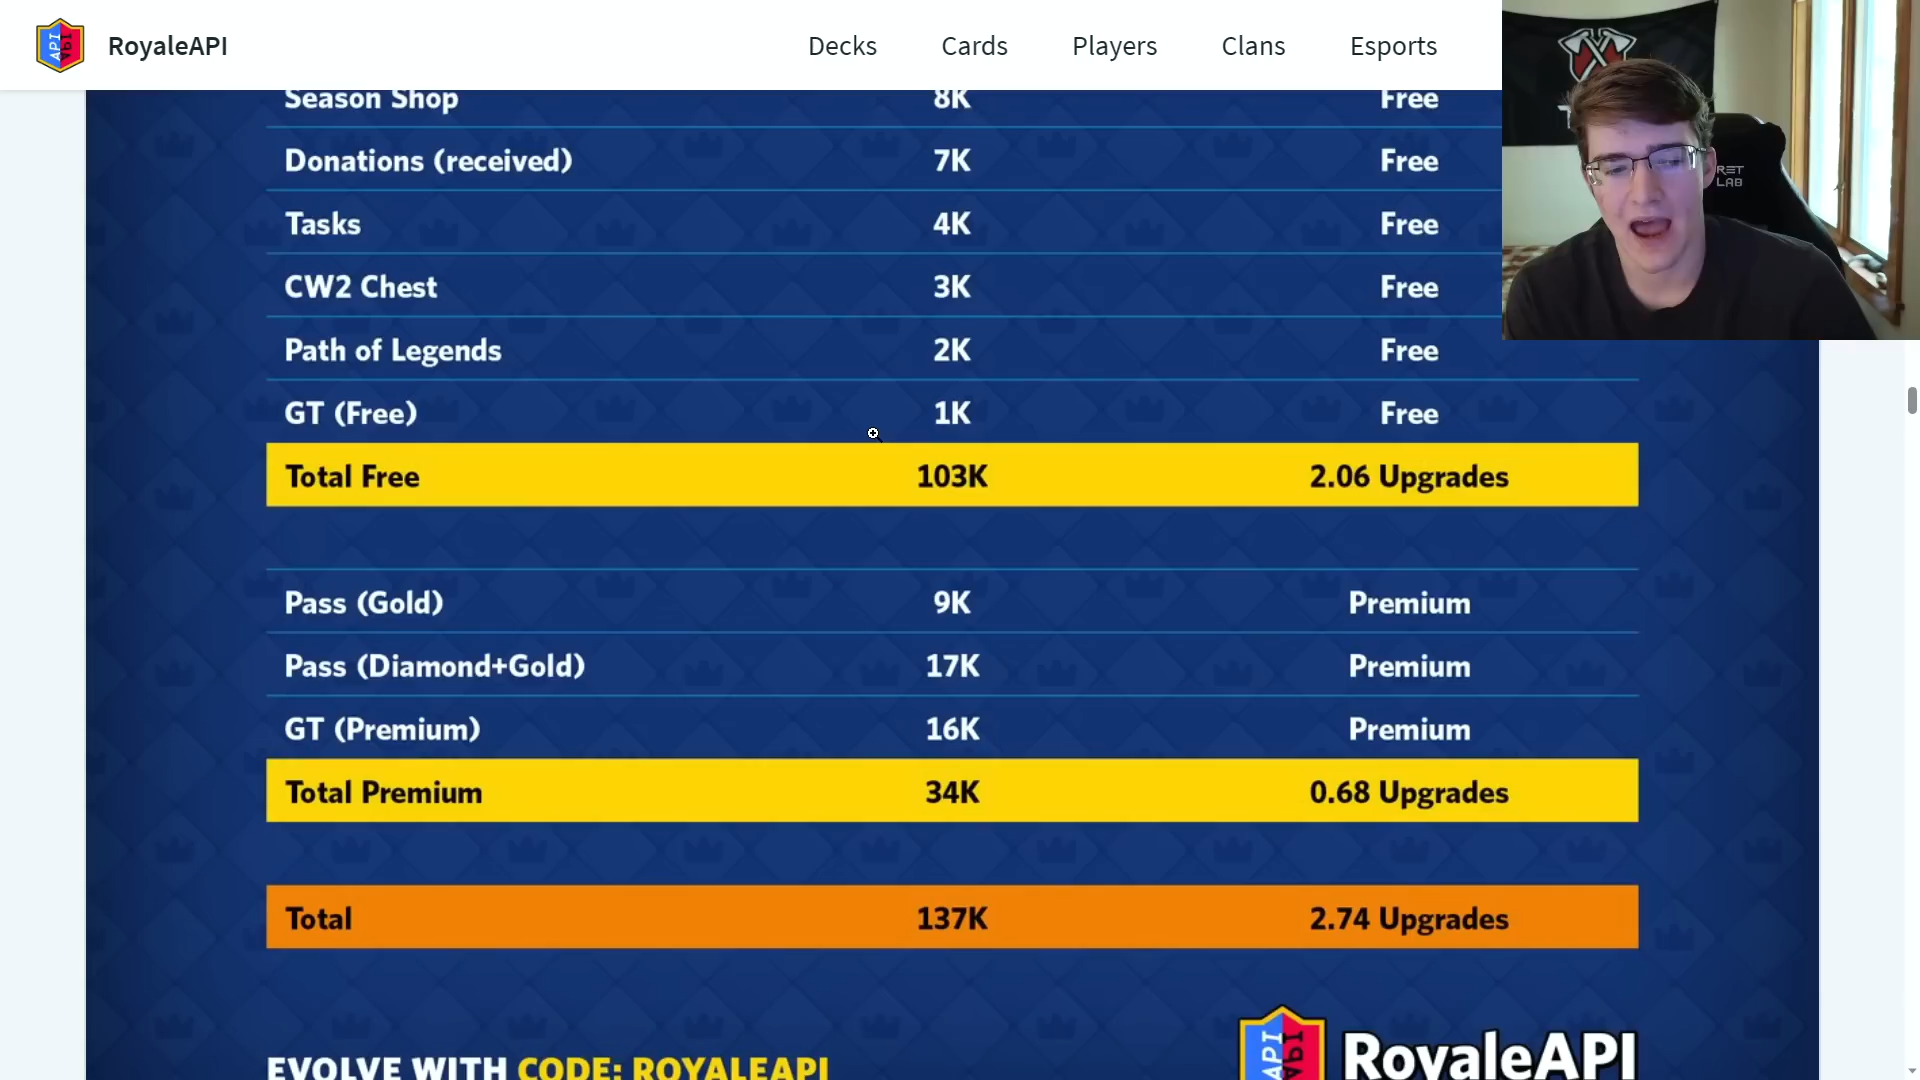 RoyaleAPI
Decks
Cards
Players
Clans
Esports
Season Shop 8K Free
Donations (received) 7K Free
Tasks 4K Free
CW2 Chest 3K Free
Path of Legends 2K Free
GT (Free) 1K Free
Total Free 103K 2.06 Upgrades
Pass (Gold) 9K Premium
Pass (Diamond+Gold) 17K Premium
GT (Premium) 16K Premium
Total Premium 34K 0.68 Upgrades
Total 137K 2.74 Upgrades
EVOLVE WITH CODE: ROYALEAPI
API
RoyaleAPI
LAB